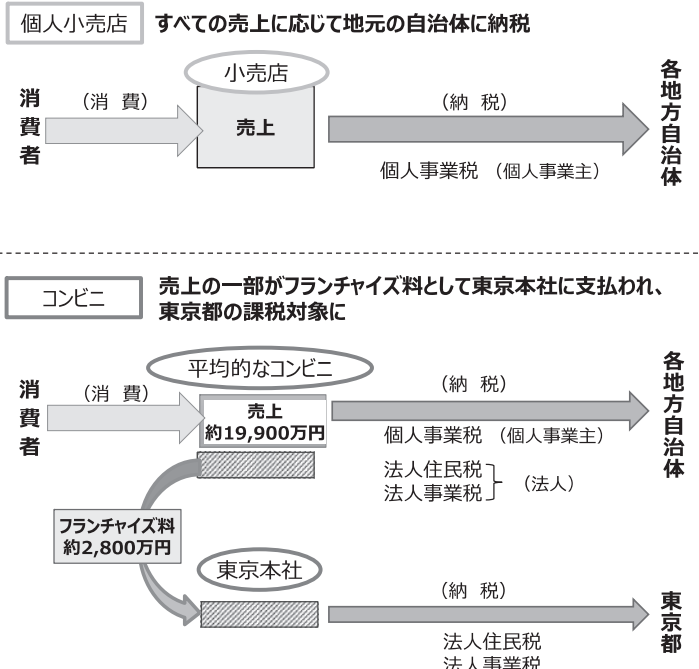 個人小売店
すべての売上に応じて地元の自治体に納税
小売店
消費者
(消 費)
売上
(納 税)
個人事業税 (個人事業主)
各地方自治体
コンビニ
売上の一部がフランチャイズ料として東京本社に支払われ、
東京都の課税対象に
平均的なコンビニ
消費者
(消 費)
売上
約19,900万円
(納 税)
個人事業税 (個人事業主)
法人住民税
法人事業税
(法人)
各地方自治体
フランチャイズ料
約2,800万円
東京本社
(納 税)
法人住民税
法人事業税
東京都